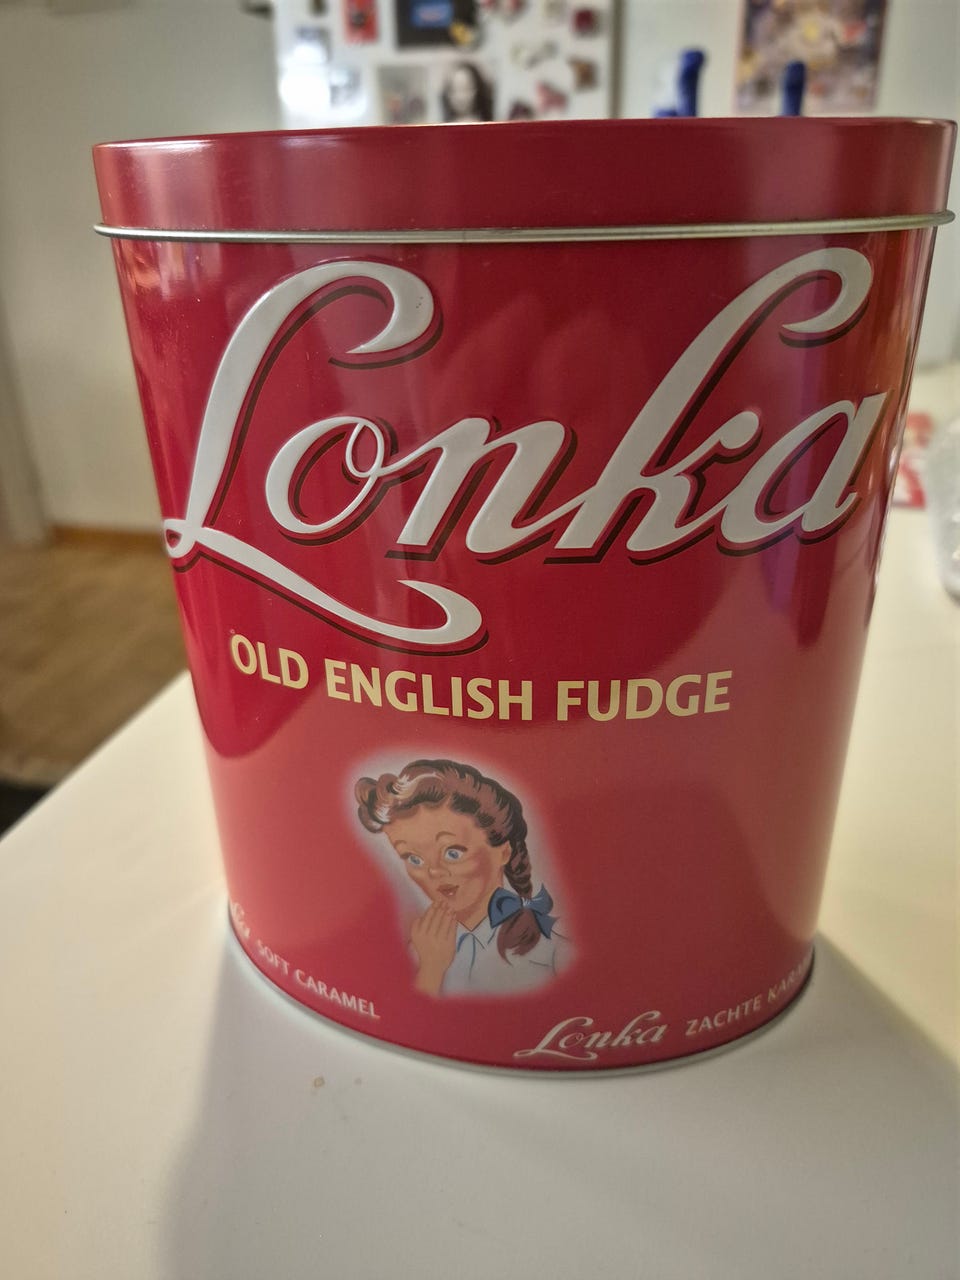 Lonka
OLD ENGLISH FUDGE
SOFT CARAMEL
Lonka ZACHTE